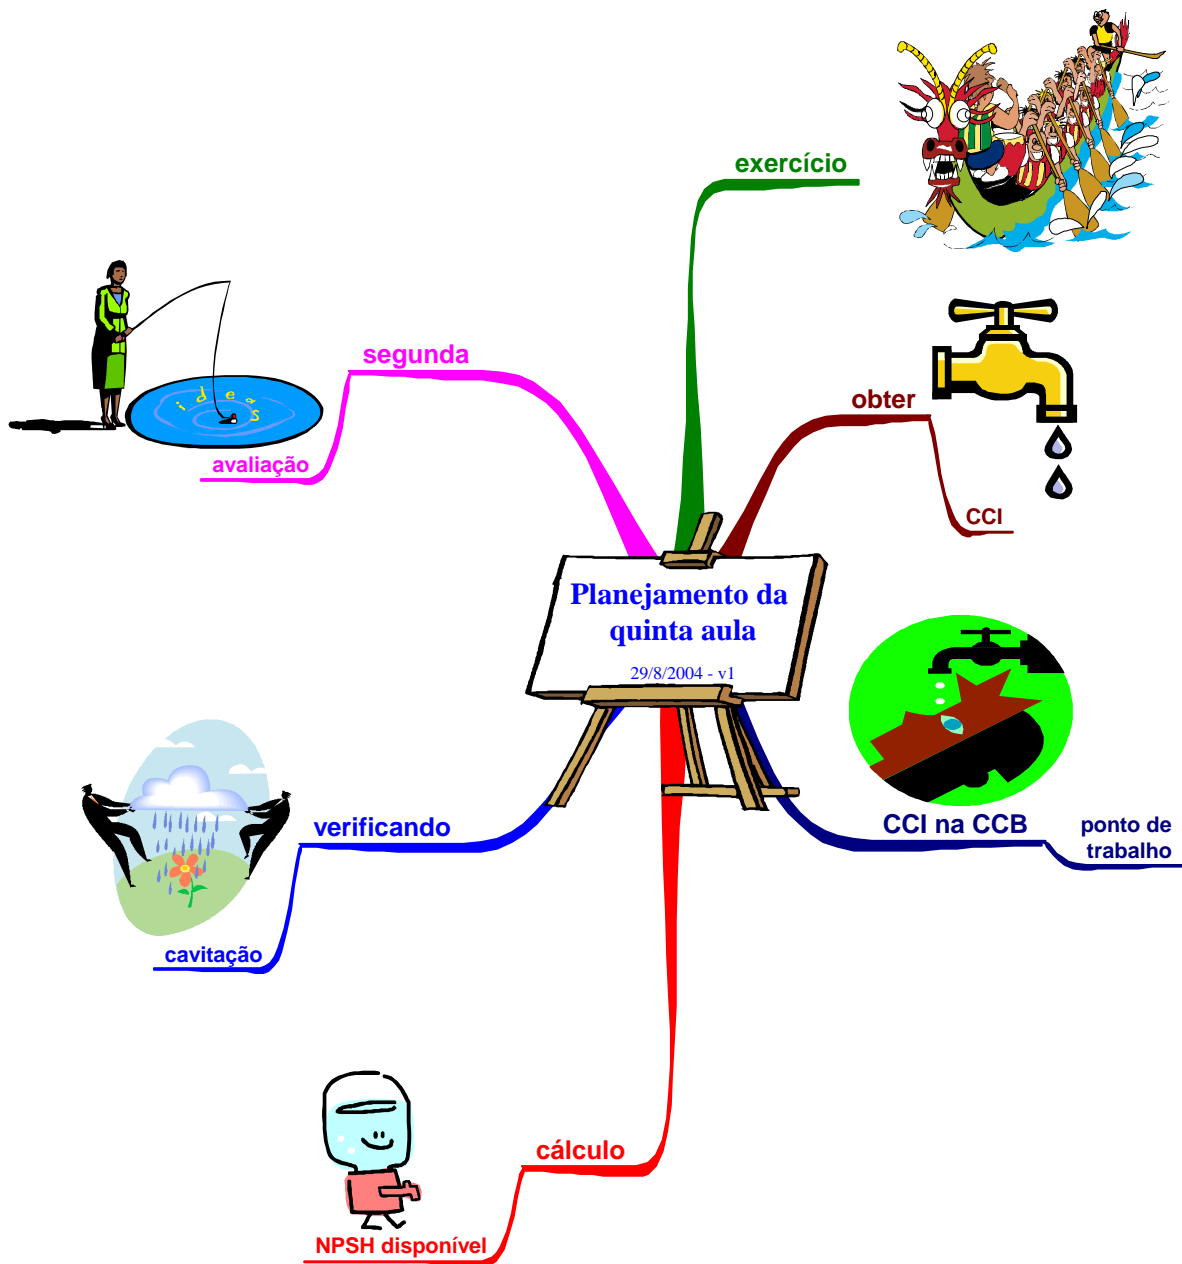 exercício
obter
CCI
CCI na CCB
ponto de
trabalho
cálculo
NPSH disponível
verificando
cavitação
segunda
avaliação
ideas
Planejamento da
quinta aula
29/8/2004 - v1